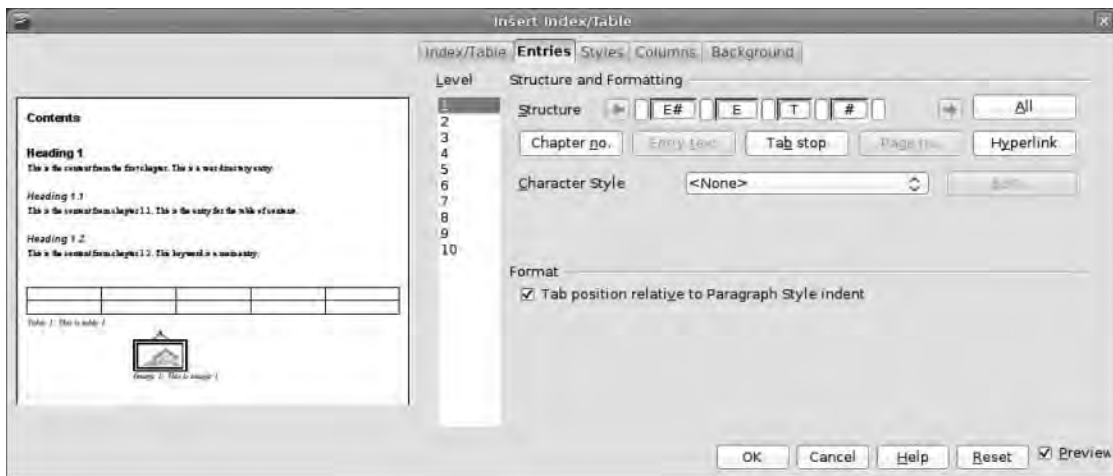 Insert Index/Table
Index/Table Entries Styles Columns Background
Level
1
2
3
4
5
6
7
8
9
10
Structure and Formatting
Structure E# E T # All
Chapter no. Entry text Tab stop Page no. Hyperlink
Character Style <None> Edit...
Format
Tab position relative to Paragraph Style indent
Contents
Heading 1
This is the content from the first chapter. This is a user directory entry.
Heading 1.1
This is the content from chapter 1.1. This is the entry for the table of contents.
Heading 1.2
This is the content from chapter 1.2. This keyword is a main entry.
Table 1: This is table 1
Image 1: This is image 1
OK Cancel Help Reset Preview